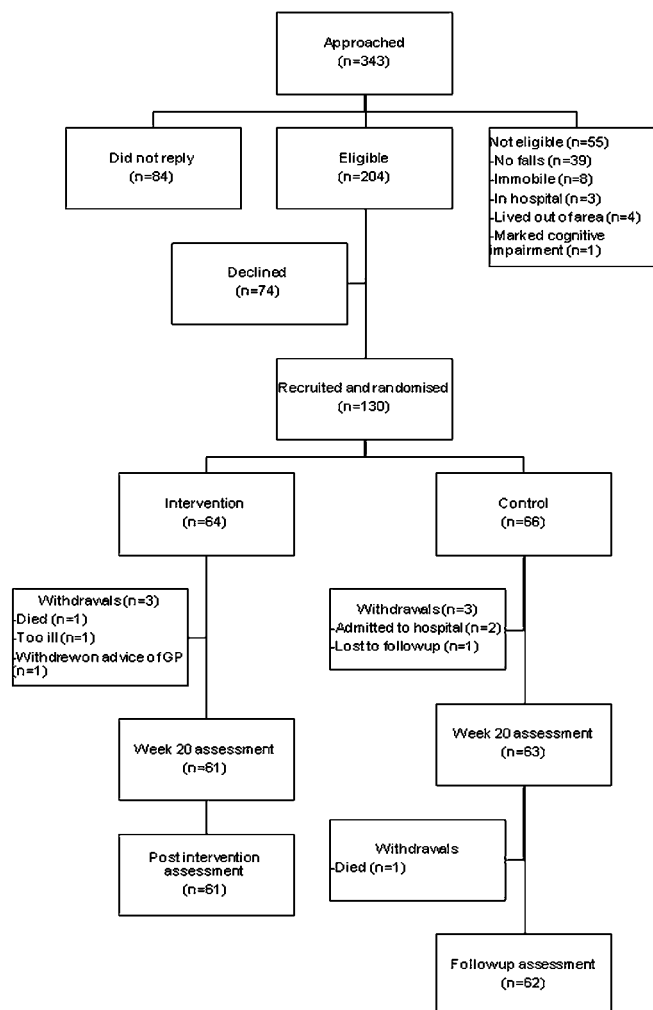 Approached
(n=343)
Did not reply
(n=84)
Eligible
(n=204)
Not eligible (n=55)
-No falls (n=39)
-Immobile (n=8)
-In hospital (n=3)
-Lived out of area (n=4)
-Marked cognitive
impairment (n=1)
Declined
(n=74)
Recruited and randomised
(n=130)
Intervention
(n=64)
Control
(n=66)
Withdrawals (n=3)
-Died (n=1)
-Too ill (n=1)
-Withdrew on advice of GP
(n=1)
Withdrawals (n=3)
-Admitted to hospital (n=2)
-Lost to followup (n=1)
Week 20 assessment
(n=61)
Week 20 assessment
(n=63)
Post intervention
assessment
(n=61)
Withdrawals
-Died (n=1)
Followup assessment
(n=62)